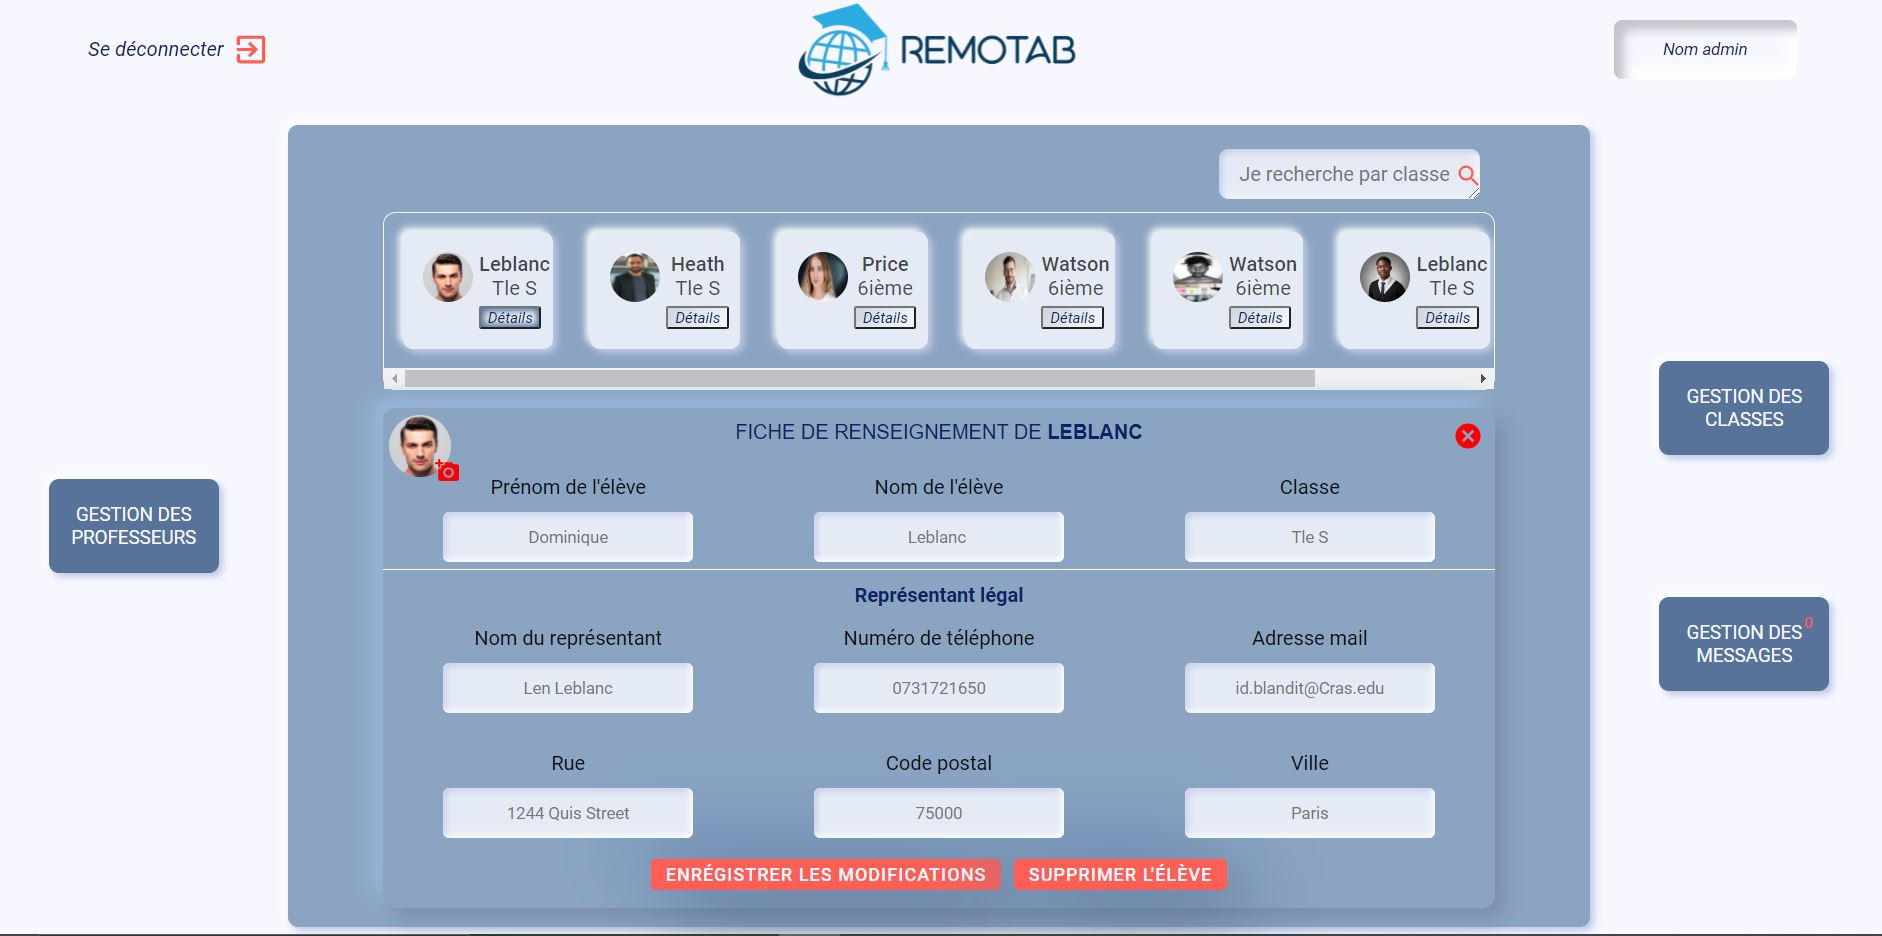 Se déconnecter
REMOTAB
Nom admin
Je recherche par classe
Leblanc
Tle S
Détails
Heath
Tle S
Détails
Price
6ième
Détails
Watson
6ième
Détails
Watson
6ième
Détails
Leblanc
Tle S
Détails
FICHE DE RENSEIGNEMENT DE LEBLANC
Prénom de l'élève
Nom de l'élève
Classe
Dominique
Leblanc
Tle S
Représentant légal
Nom du représentant
Numéro de téléphone
Adresse mail
Len Leblanc
0731721650
id.blandit@Cras.edu
Rue
Code postal
Ville
1244 Quis Street
75000
Paris
ENRÉGISTRER LES MODIFICATIONS
SUPPRIMER L'ÉLÈVE
GESTION DES
PROFESSEURS
GESTION DES
CLASSES
GESTION DES 0
MESSAGES